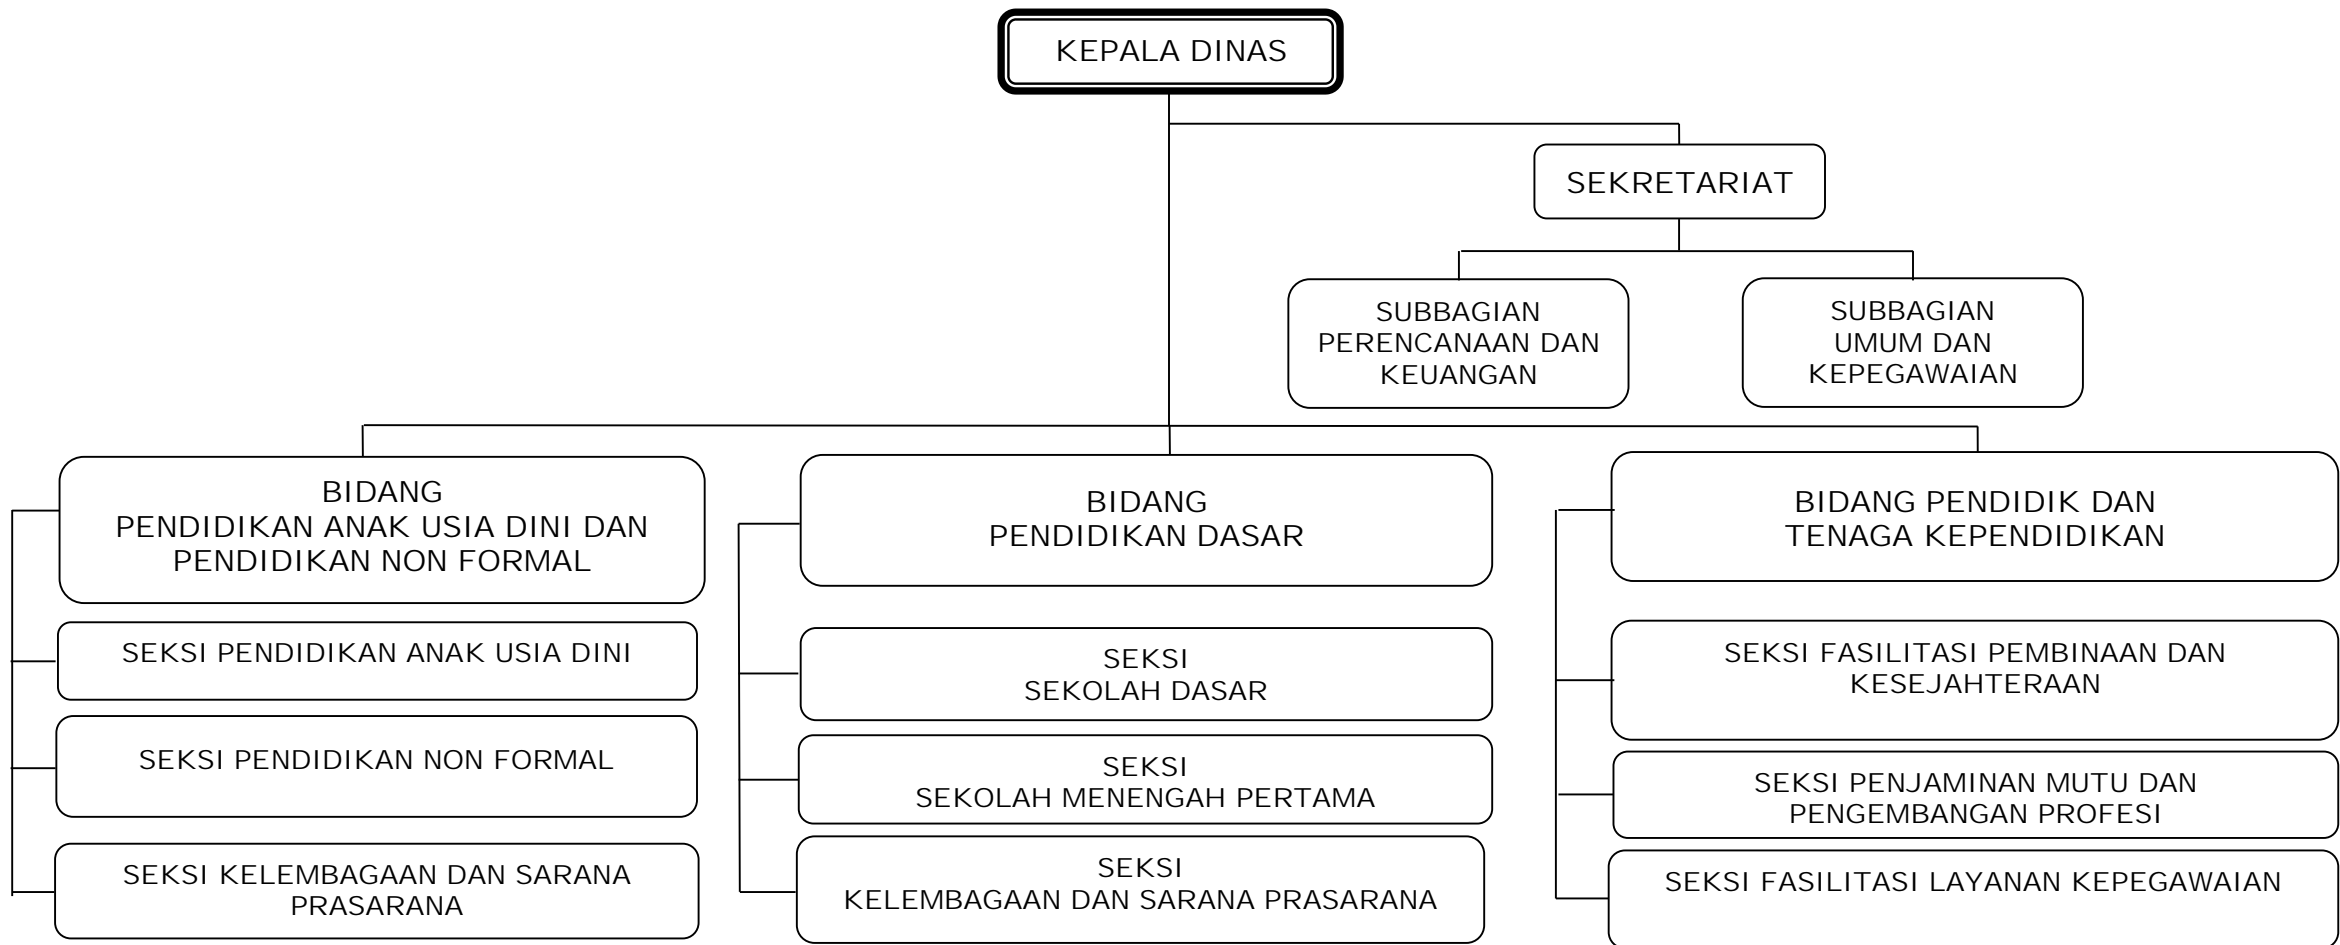 KEPALA DINAS
SEKRETARIAT
SUBBAGIAN
PERENCANAAN DAN
KEUANGAN
SUBBAGIAN
UMUM DAN
KEPEGAWAIAN
BIDANG
PENDIDIKAN ANAK USIA DINI DAN
PENDIDIKAN NON FORMAL
SEKSI PENDIDIKAN ANAK USIA DINI
SEKSI PENDIDIKAN NON FORMAL
SEKSI KELEMBAGAAN DAN SARANA
PRASARANA
BIDANG
PENDIDIKAN DASAR
SEKSI
SEKOLAH DASAR
SEKSI
SEKOLAH MENENGAH PERTAMA
SEKSI
KELEMBAGAAN DAN SARANA PRASARANA
BIDANG PENDIDIK DAN
TENAGA KEPENDIDIKAN
SEKSI FASILITASI PEMBINAAN DAN
KESEJAHTERAAN
SEKSI PENJAMINAN MUTU DAN
PENGEMBANGAN PROFESI
SEKSI FASILITASI LAYANAN KEPEGAWAIAN